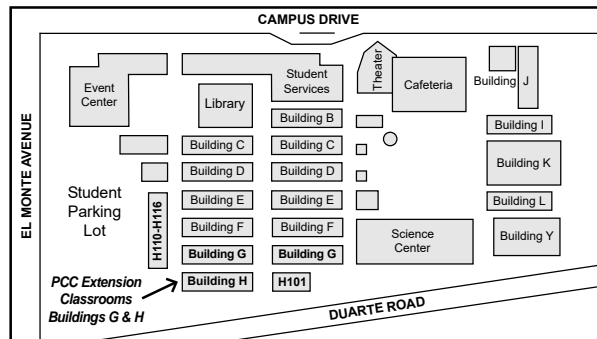 CAMPUS DRIVE
EL MONTE AVENUE
Event
Center
Student
Services
Theater
Cafeteria
Building J
Library
Building B
Building I
Building C
Building C
Building K
Building D
Building D
Student
Parking
Lot
H110-H116
Building E
Building E
Building L
Building F
Building F
Science
Center
Building Y
Building G
Building G
PCC Extension
Classrooms
Buildings G & H
Building H
H101
DUARTE ROAD